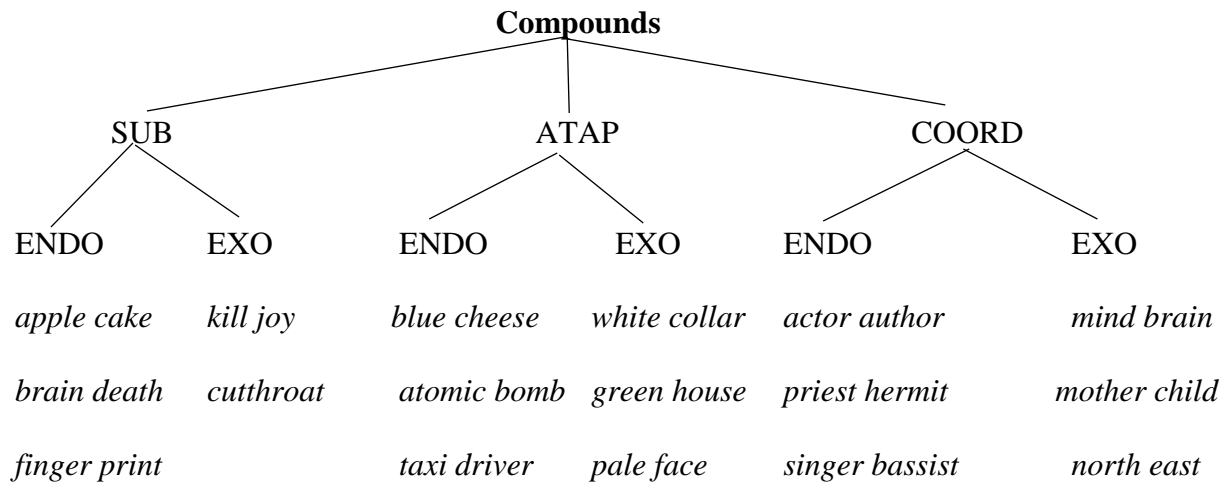 Compounds
SUB ATAP COORD
ENDO EXO ENDO EXO ENDO EXO
apple cake kill joy blue cheese white collar actor author mind brain
brain death cutthroat atomic bomb green house priest hermit mother child
finger print taxi driver pale face singer bassist north east